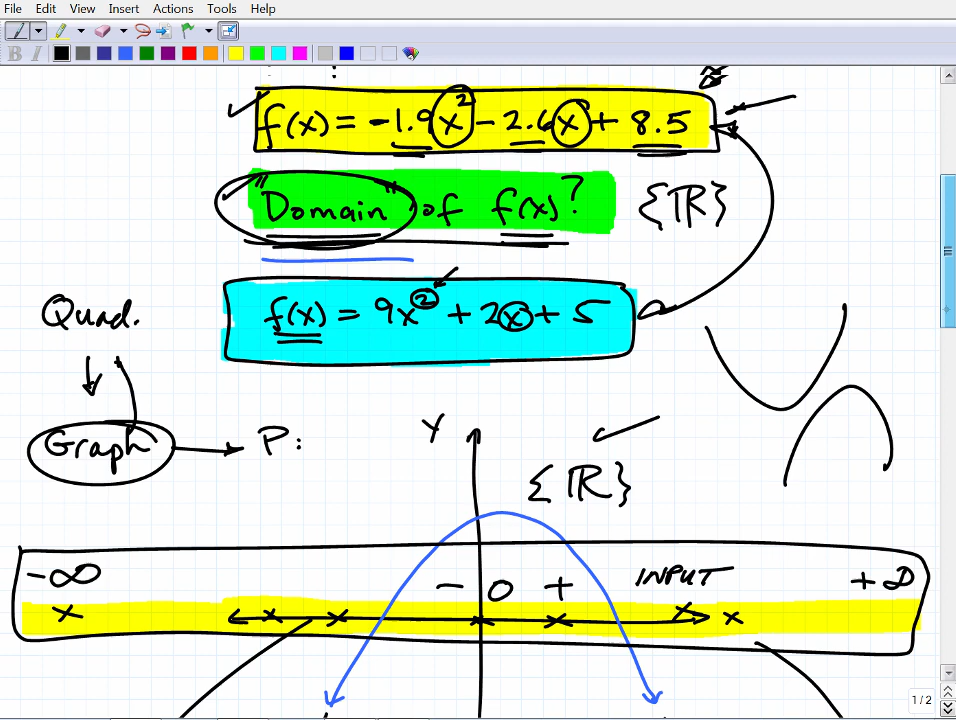 File Edit View Insert Actions Tools Help
B I
f(x) = -1.9x² - 2.6x + 8.5
"Domain" of f(x)? {ℝ}
f(x) = 9x² + 2x + 5
Quad.
Graph → P:
Y
{ℝ}
-∞ - 0 + INPUT +∞
1 / 2